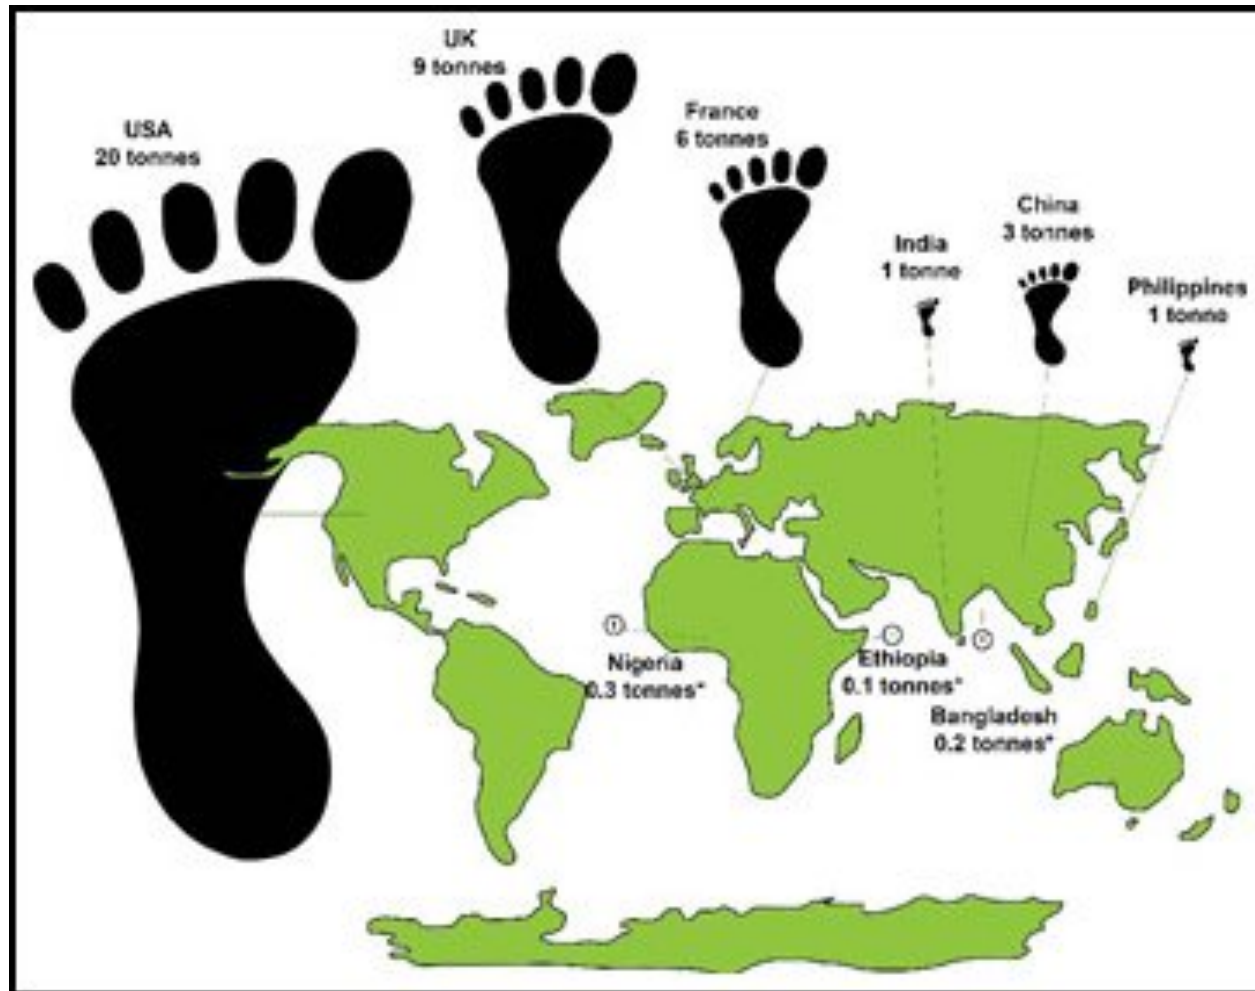 UK
9 tonnes
USA
20 tonnes
France
6 tonnes
India
1 tonne
China
3 tonnes
Philippines
1 tonne
Nigeria
0.3 tonnes*
Ethiopia
0.1 tonnes*
Bangladesh
0.2 tonnes*